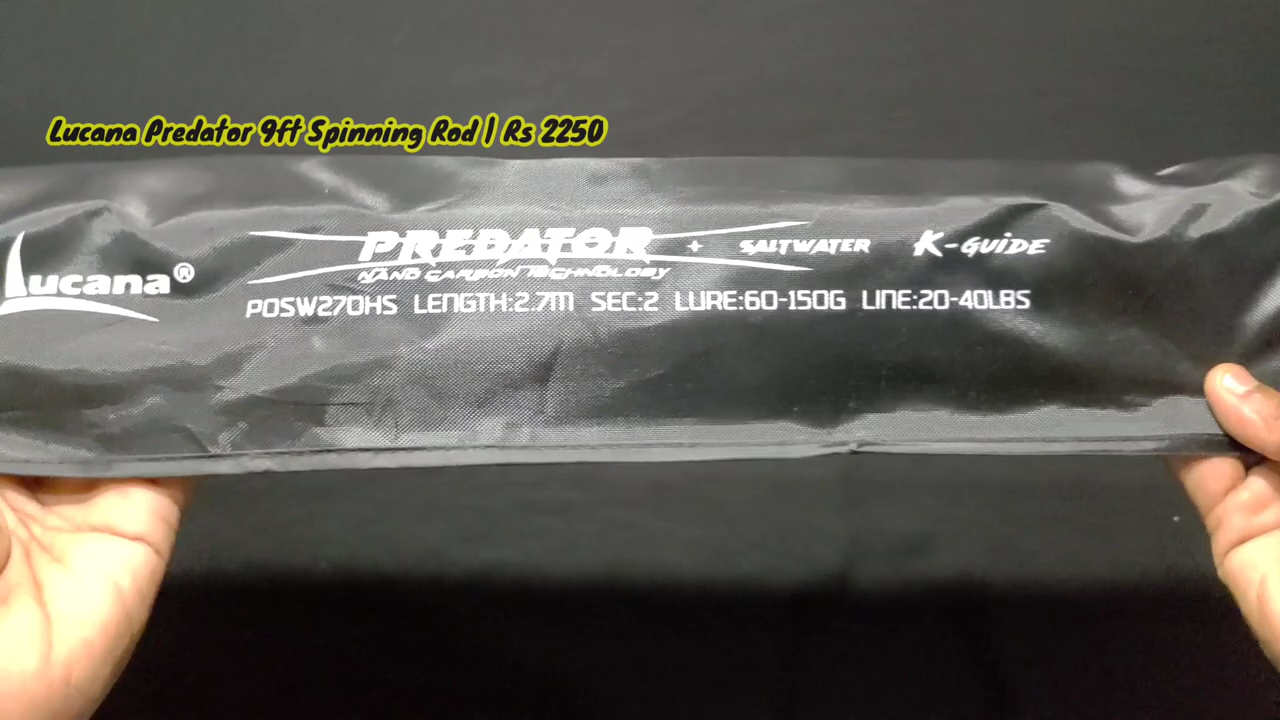 Lucana Predator 9ft Spinning Rod | Rs 2250
Lucana®
PREDATOR + SALTWATER K-GUIDE
NANO CARBON TECHNOLOGY
POSW270HS LENGTH:2.7M SEC:2 LURE:60-150G LINE:20-40LBS